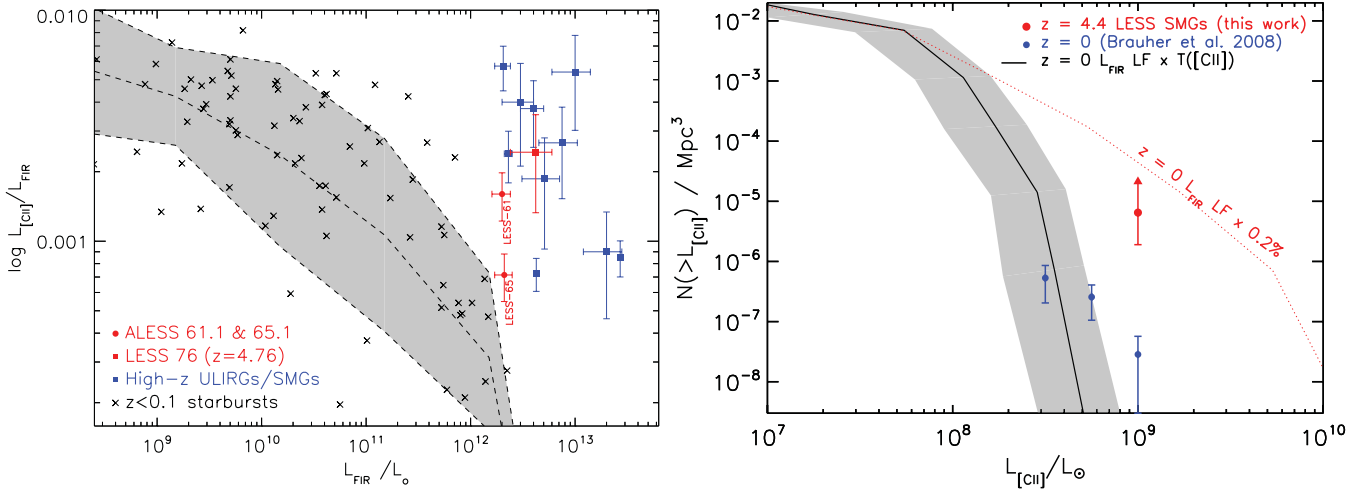 0.010
0.001
log L[CII]/LFIR
LESS-61
LESS-65
ALESS 61.1 & 65.1
LESS 76 (z=4.76)
High-z ULIRGs/SMGs
z<0.1 starbursts
10^9 10^10 10^11 10^12 10^13
LFIR /Lo
10^-2
10^-3
10^-4
10^-5
10^-6
10^-7
10^-8
N(>L[CII]) / Mpc^3
z = 4.4 LESS SMGs (this work)
z = 0 (Brauher et al. 2008)
z = 0 LFIR LF x T([CII])
z = 0 LFIR LF x 0.2%
10^7 10^8 10^9 10^10
L[CII]/L⊙